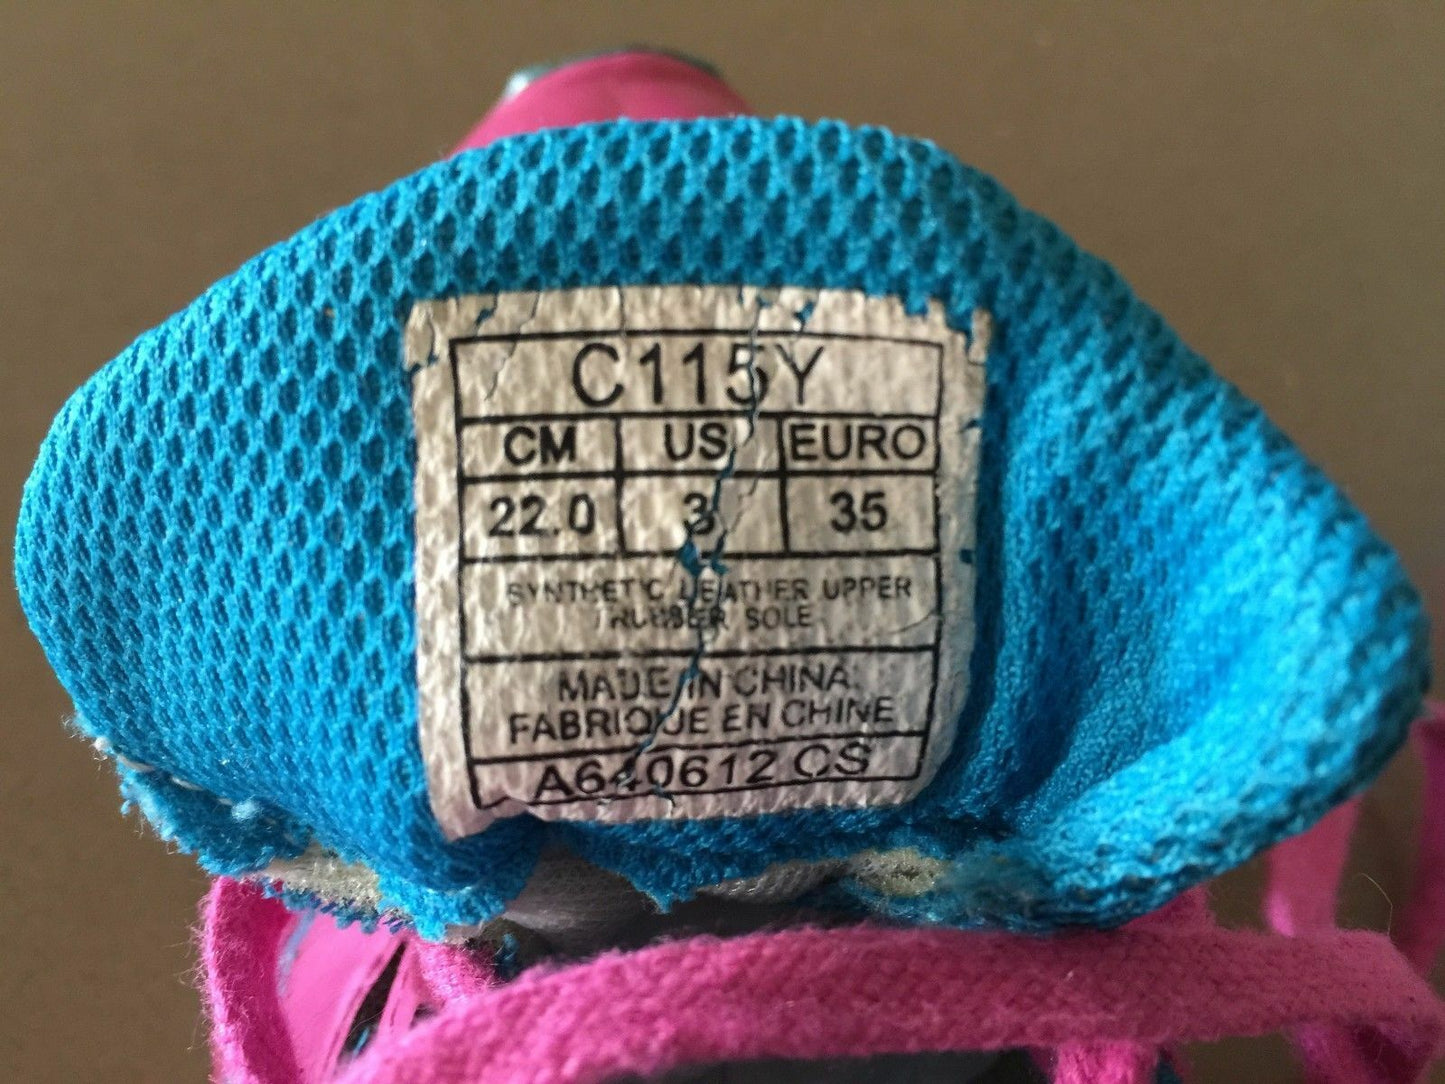 C115Y
CM US EURO
22.0 3 35
SYNTHETIC LEATHER UPPER
RUBBER SOLE
MADE IN CHINA
FABRIQUE EN CHINE
A640612 CS